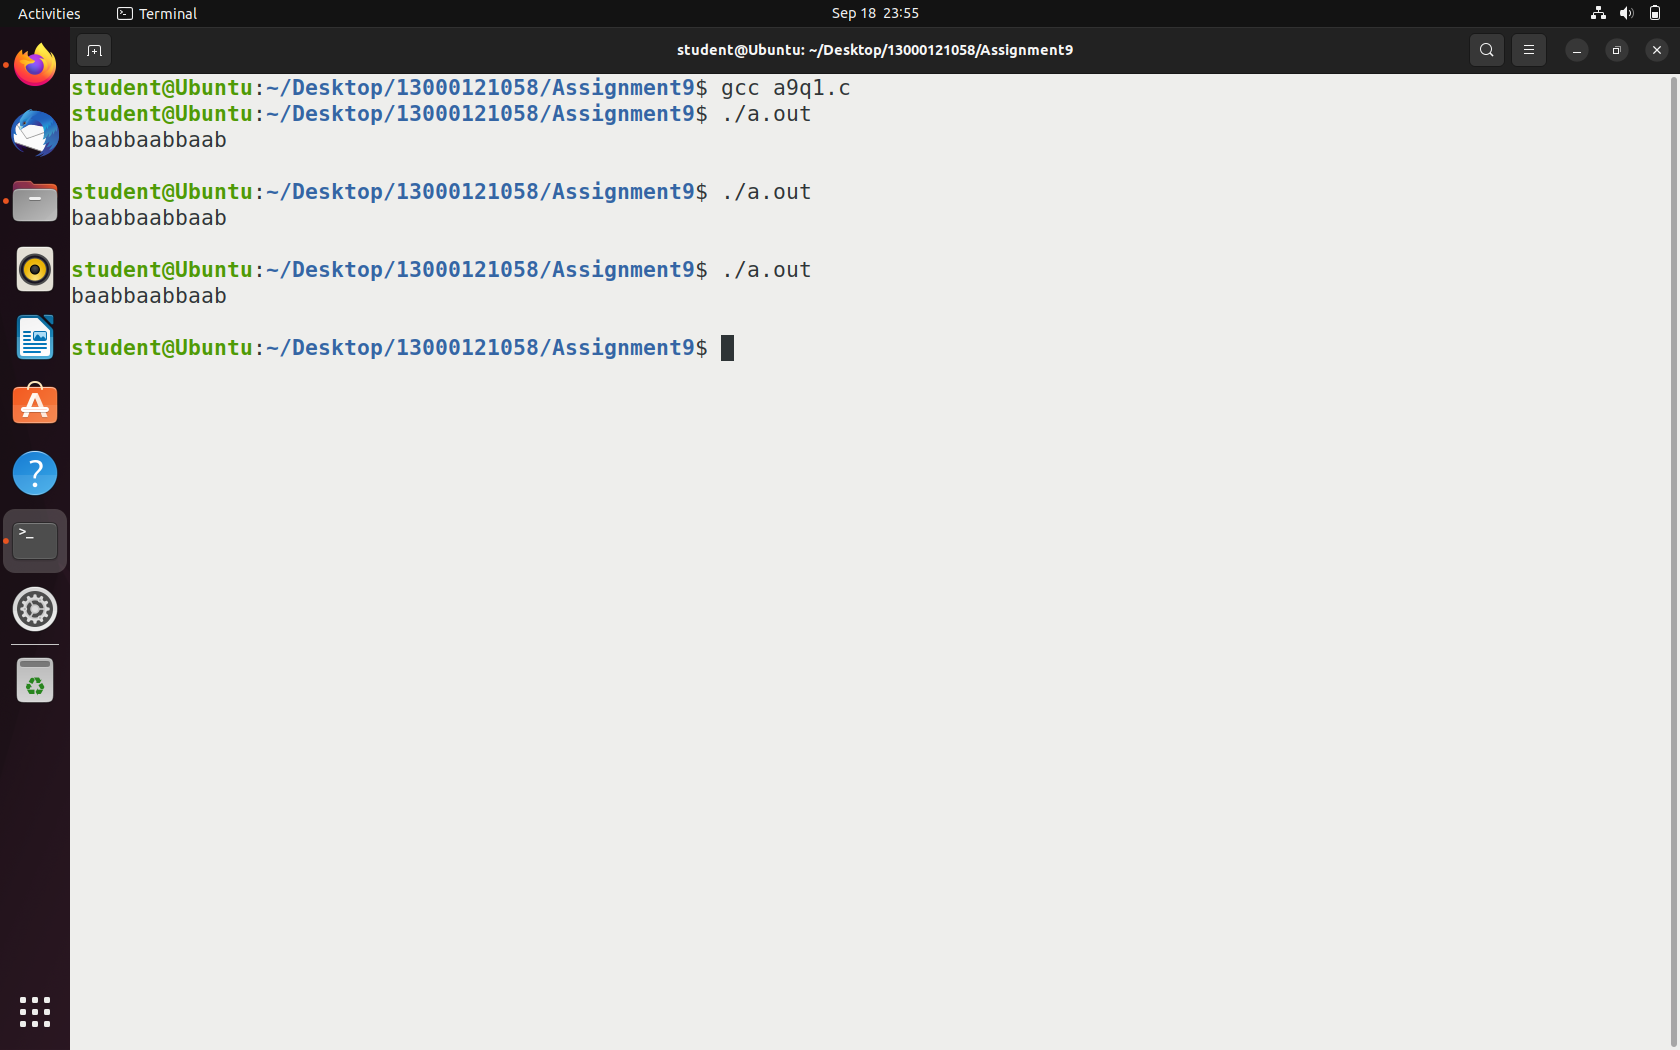 Activities Terminal Sep 18 23:55
student@Ubuntu: ~/Desktop/13000121058/Assignment9
student@Ubuntu:~/Desktop/13000121058/Assignment9$ gcc a9q1.c
student@Ubuntu:~/Desktop/13000121058/Assignment9$ ./a.out
baabbaabbaab
student@Ubuntu:~/Desktop/13000121058/Assignment9$ ./a.out
baabbaabbaab
student@Ubuntu:~/Desktop/13000121058/Assignment9$ ./a.out
baabbaabbaab
student@Ubuntu:~/Desktop/13000121058/Assignment9$